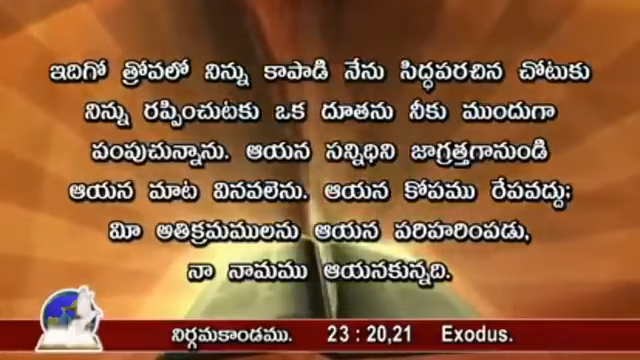 ఇదిగో త్రోవలో నిన్ను కాపాడి నేను సిద్ధపరచిన చోటుకు
నిన్ను రప్పించుటకు ఒక దూతను నీకు ముందుగా
పంపుచున్నాను. ఆయన సన్నిధిని జాగ్రత్తగానుండి
ఆయన మాట వినవలెను. ఆయన కోపము రేపవద్దు;
మీ అతిక్రమములను ఆయన పరిహరింపడు,
నా నామము ఆయనకున్నది.
నిర్గమకాండము. 23 : 20,21 Exodus.